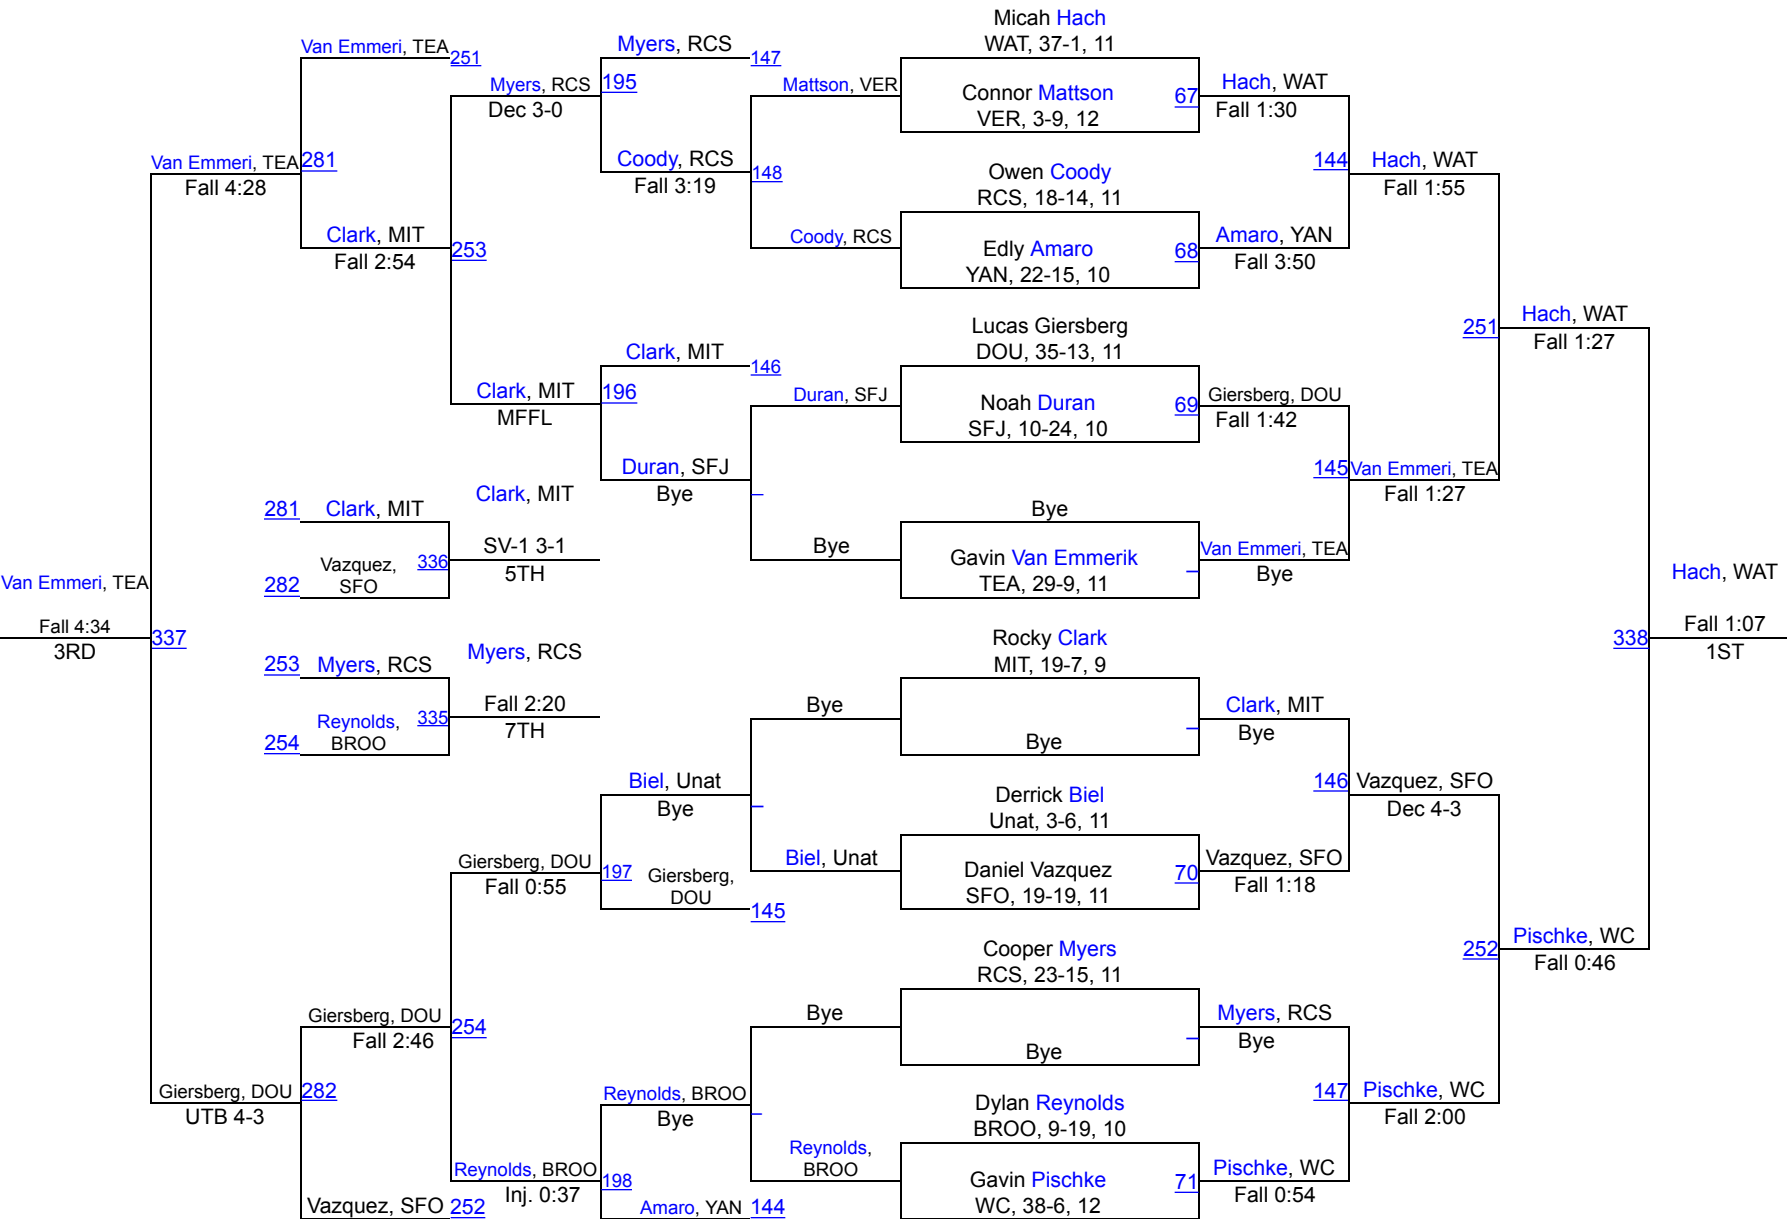 Micah Hach
WAT, 37-1, 11
Van Emmeri, TEA
251
Myers, RCS
147
Myers, RCS
195
Dec 3-0
Mattson, VER
Connor Mattson
VER, 3-9, 12
67
Hach, WAT
Fall 1:30
Van Emmeri, TEA
281
Fall 4:28
Coody, RCS
148
Fall 3:19
Owen Coody
RCS, 18-14, 11
144
Hach, WAT
Fall 1:55
Clark, MIT
253
Fall 2:54
Coody, RCS
Edly Amaro
YAN, 22-15, 10
68
Amaro, YAN
Fall 3:50
Lucas Giersberg
DOU, 35-13, 11
251
Hach, WAT
Fall 1:27
Clark, MIT
146
Clark, MIT
196
MFFL
Duran, SFJ
Noah Duran
SFJ, 10-24, 10
69
Giersberg, DOU
Fall 1:42
Duran, SFJ
Bye
145
Van Emmeri, TEA
Fall 1:27
281
Clark, MIT
Clark, MIT
Bye
Vazquez,
SFO
336
282
SV-1 3-1
5TH
Bye
Gavin Van Emmerik
TEA, 29-9, 11
Van Emmeri, TEA
Bye
Van Emmeri, TEA
Fall 4:34
3RD
337
Hach, WAT
338
Fall 1:07
1ST
253
Myers, RCS
Myers, RCS
Rocky Clark
MIT, 19-7, 9
Reynolds,
BROO
335
254
Fall 2:20
7TH
Bye
Bye
Clark, MIT
Bye
Biel, Unat
Bye
Derrick Biel
Unat, 3-6, 11
146
Vazquez, SFO
Dec 4-3
Giersberg, DOU
197
Fall 0:55
Giersberg,
DOU
145
Biel, Unat
Daniel Vazquez
SFO, 19-19, 11
70
Vazquez, SFO
Fall 1:18
Cooper Myers
RCS, 23-15, 11
252
Pischke, WC
Fall 0:46
Giersberg, DOU
254
Fall 2:46
Bye
Bye
Myers, RCS
Bye
Giersberg, DOU
282
UTB 4-3
Reynolds, BROO
Bye
Dylan Reynolds
BROO, 9-19, 10
147
Pischke, WC
Fall 2:00
Reynolds,
BROO
Reynolds, BROO
198
Inj. 0:37
Gavin Pischke
WC, 38-6, 12
71
Pischke, WC
Fall 0:54
Vazquez, SFO
252
Amaro, YAN
144